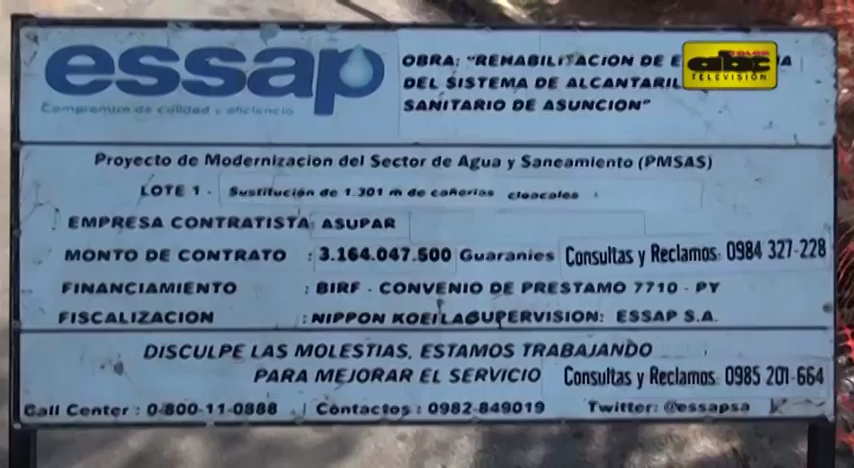 essap
Compromiso de calidad y eficiencia
OBRA: "REHABILITACION DE
DEL SISTEMA DE ALCANTARIL
SANITARIO DE ASUNCION"
COLOR
abc
TELEVISIÓN
Proyecto de Modernizacion del Sector de Agua y Saneamiento (PMSAS)
LOTE 1 - Sustitución de 1.301 m de cañerias cloacales
EMPRESA CONTRATISTA: ASUPAR
MONTO DE CONTRATO : 3.164.047.500 Guaranies Consultas y Reclamos: 0984 327-228
FINANCIAMIENTO : BIRF - CONVENIO DE PRESTAMO 7710 - PY
FISCALIZACION : NIPPON KOEI LAC SUPERVISION: ESSAP S.A.
DISCULPE LAS MOLESTIAS, ESTAMOS TRABAJANDO
PARA MEJORAR EL SERVICIO Consultas y Reclamos: 0985 201-664
Call Center : 0-800-11-0888 | Contactos : 0982-849019 Twitter: @essapsa